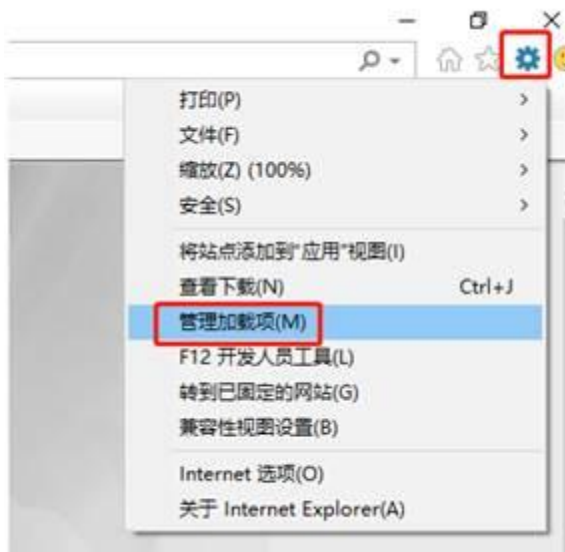 打印(P)
文件(F)
缩放(Z) (100%)
安全(S)
将站点添加到"应用"视图(I)
查看下载(N) Ctrl+J
管理加载项(M)
F12 开发人员工具(L)
转到已固定的网站(G)
兼容性视图设置(B)
Internet 选项(O)
关于 Internet Explorer(A)